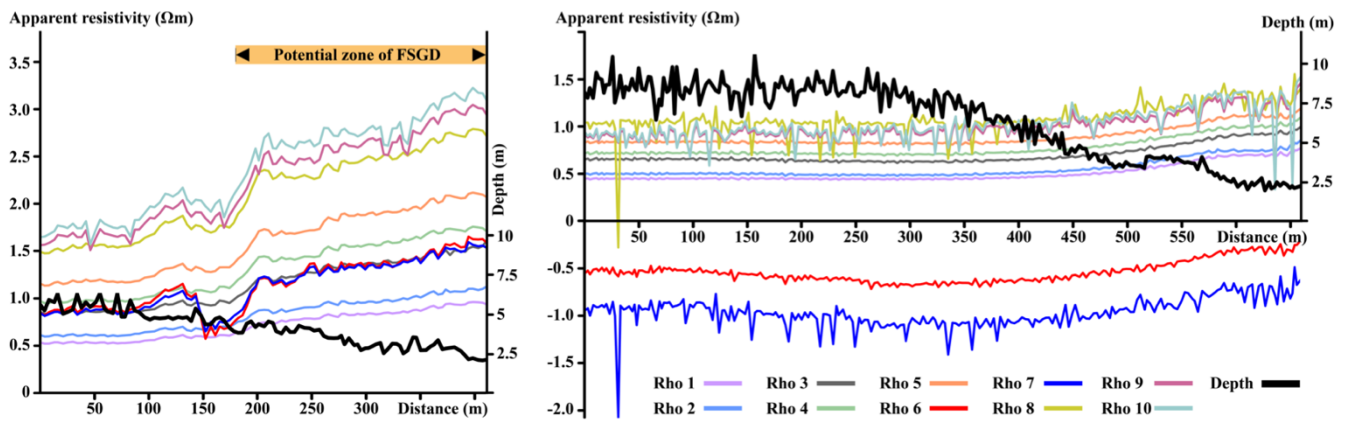 Apparent resistivity (Ωm)
Potential zone of FSGD
3.5
3.0
2.5
2.0
1.5
1.0
0.5
0
Depth (m)
10
7.5
5
2.5
50 100 150 200 250 300 350 Distance (m)
Apparent resistivity (Ωm)
Depth (m)
1.5
1.0
0.5
0
-0.5
-1.0
-1.5
-2.0
10
7.5
5
2.5
50 100 150 200 250 300 350 400 450 500 550 Distance (m)
Rho 1 Rho 3 Rho 5 Rho 7 Rho 9 Depth
Rho 2 Rho 4 Rho 6 Rho 8 Rho 10